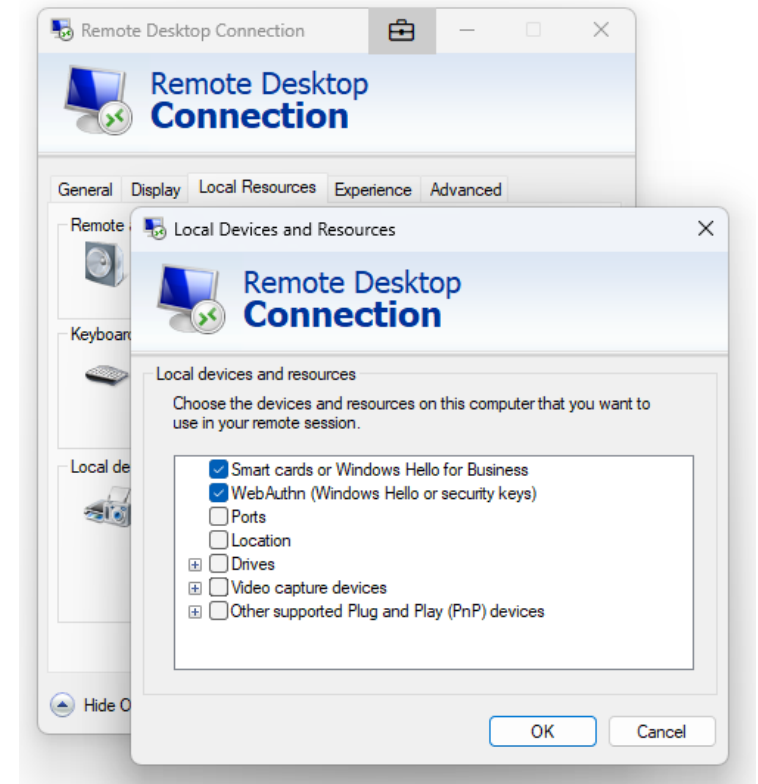 Remote Desktop Connection
Remote Desktop
Connection
General Display Local Resources Experience Advanced
Remote
Local Devices and Resources
Remote Desktop
Connection
Keyboard
Local devices and resources
Choose the devices and resources on this computer that you want to
use in your remote session.
Local de
Smart cards or Windows Hello for Business
WebAuthn (Windows Hello or security keys)
Ports
Location
Drives
Video capture devices
Other supported Plug and Play (PnP) devices
Hide O
OK Cancel